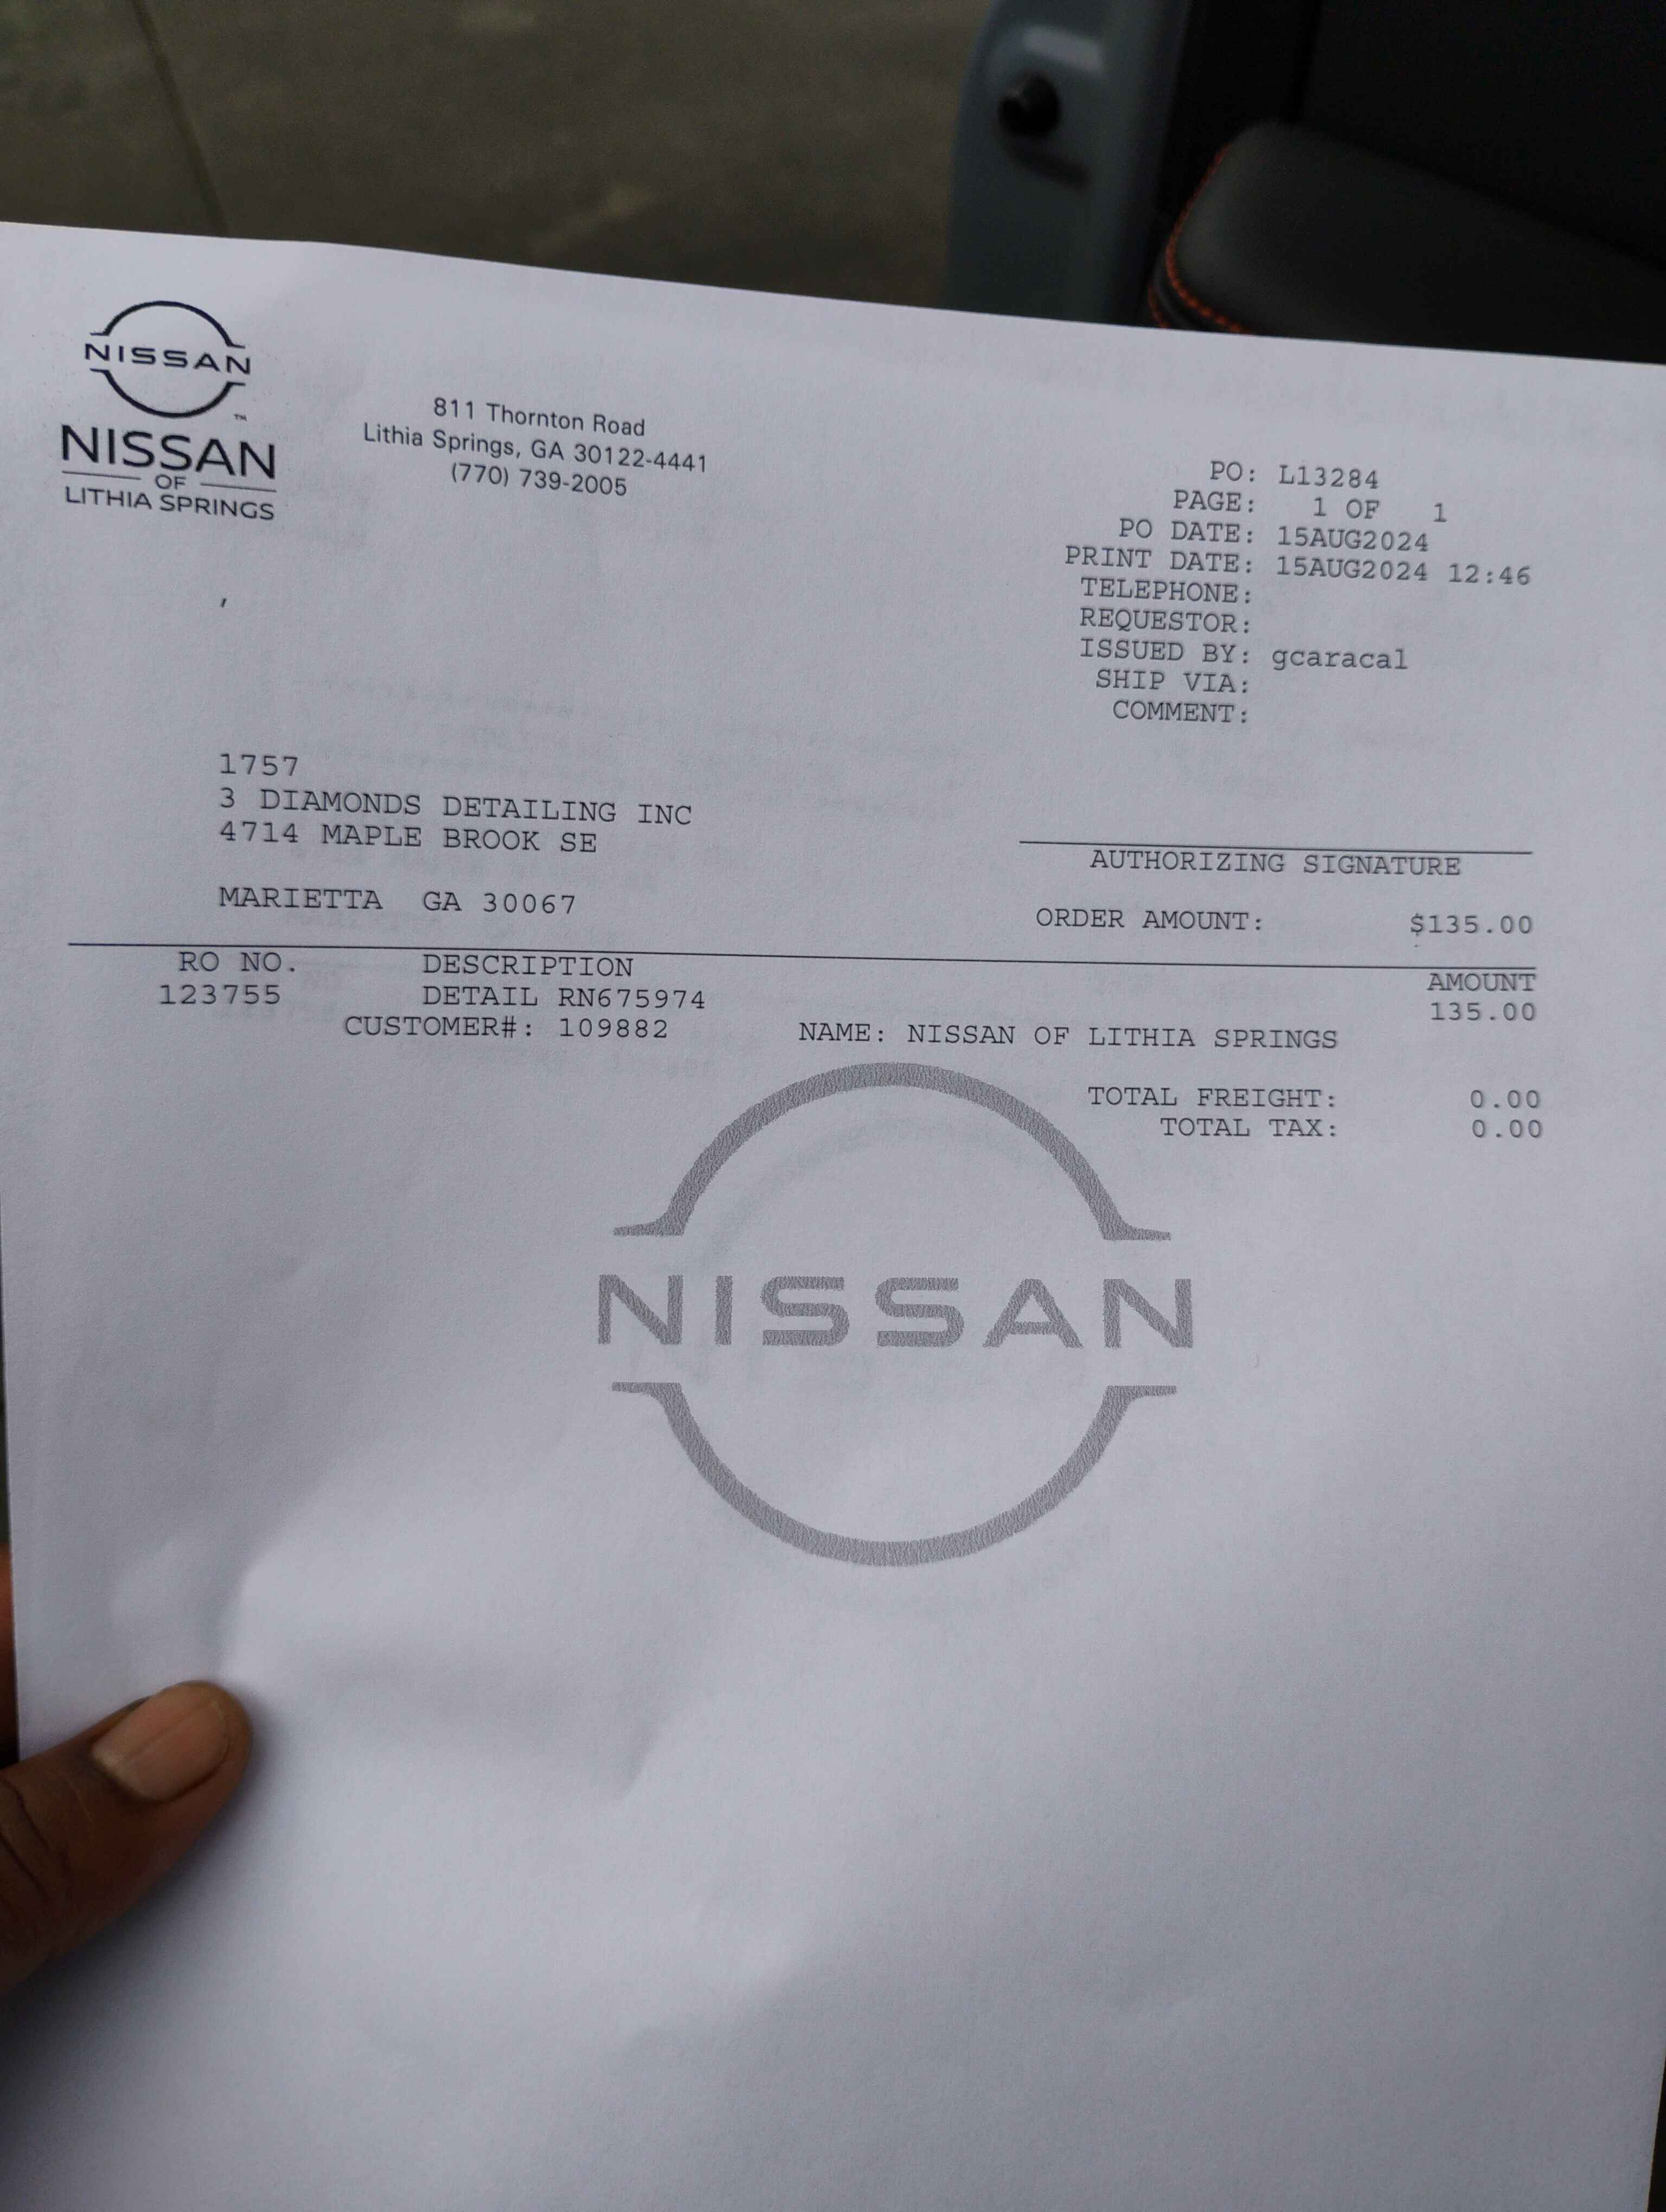 NISSAN
TM
NISSAN
OF
LITHIA SPRINGS
811 Thornton Road
Lithia Springs, GA 30122-4441
(770) 739-2005
PO: L13284
PAGE: 1 OF 1
PO DATE: 15AUG2024
PRINT DATE: 15AUG2024 12:46
TELEPHONE:
REQUESTOR:
ISSUED BY: gcaracal
SHIP VIA:
COMMENT:
,
1757
3 DIAMONDS DETAILING INC
4714 MAPLE BROOK SE
MARIETTA GA 30067
AUTHORIZING SIGNATURE
ORDER AMOUNT: $135.00
RO NO. DESCRIPTION AMOUNT
123755 DETAIL RN675974 135.00
CUSTOMER#: 109882 NAME: NISSAN OF LITHIA SPRINGS
TOTAL FREIGHT: 0.00
TOTAL TAX: 0.00
NISSAN